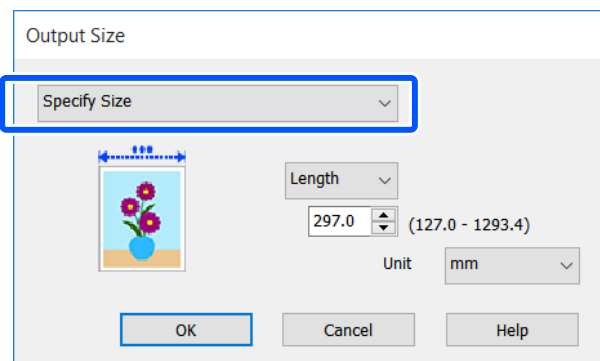 Output Size
Specify Size
Length
297.0 (127.0 - 1293.4)
Unit mm
OK Cancel Help